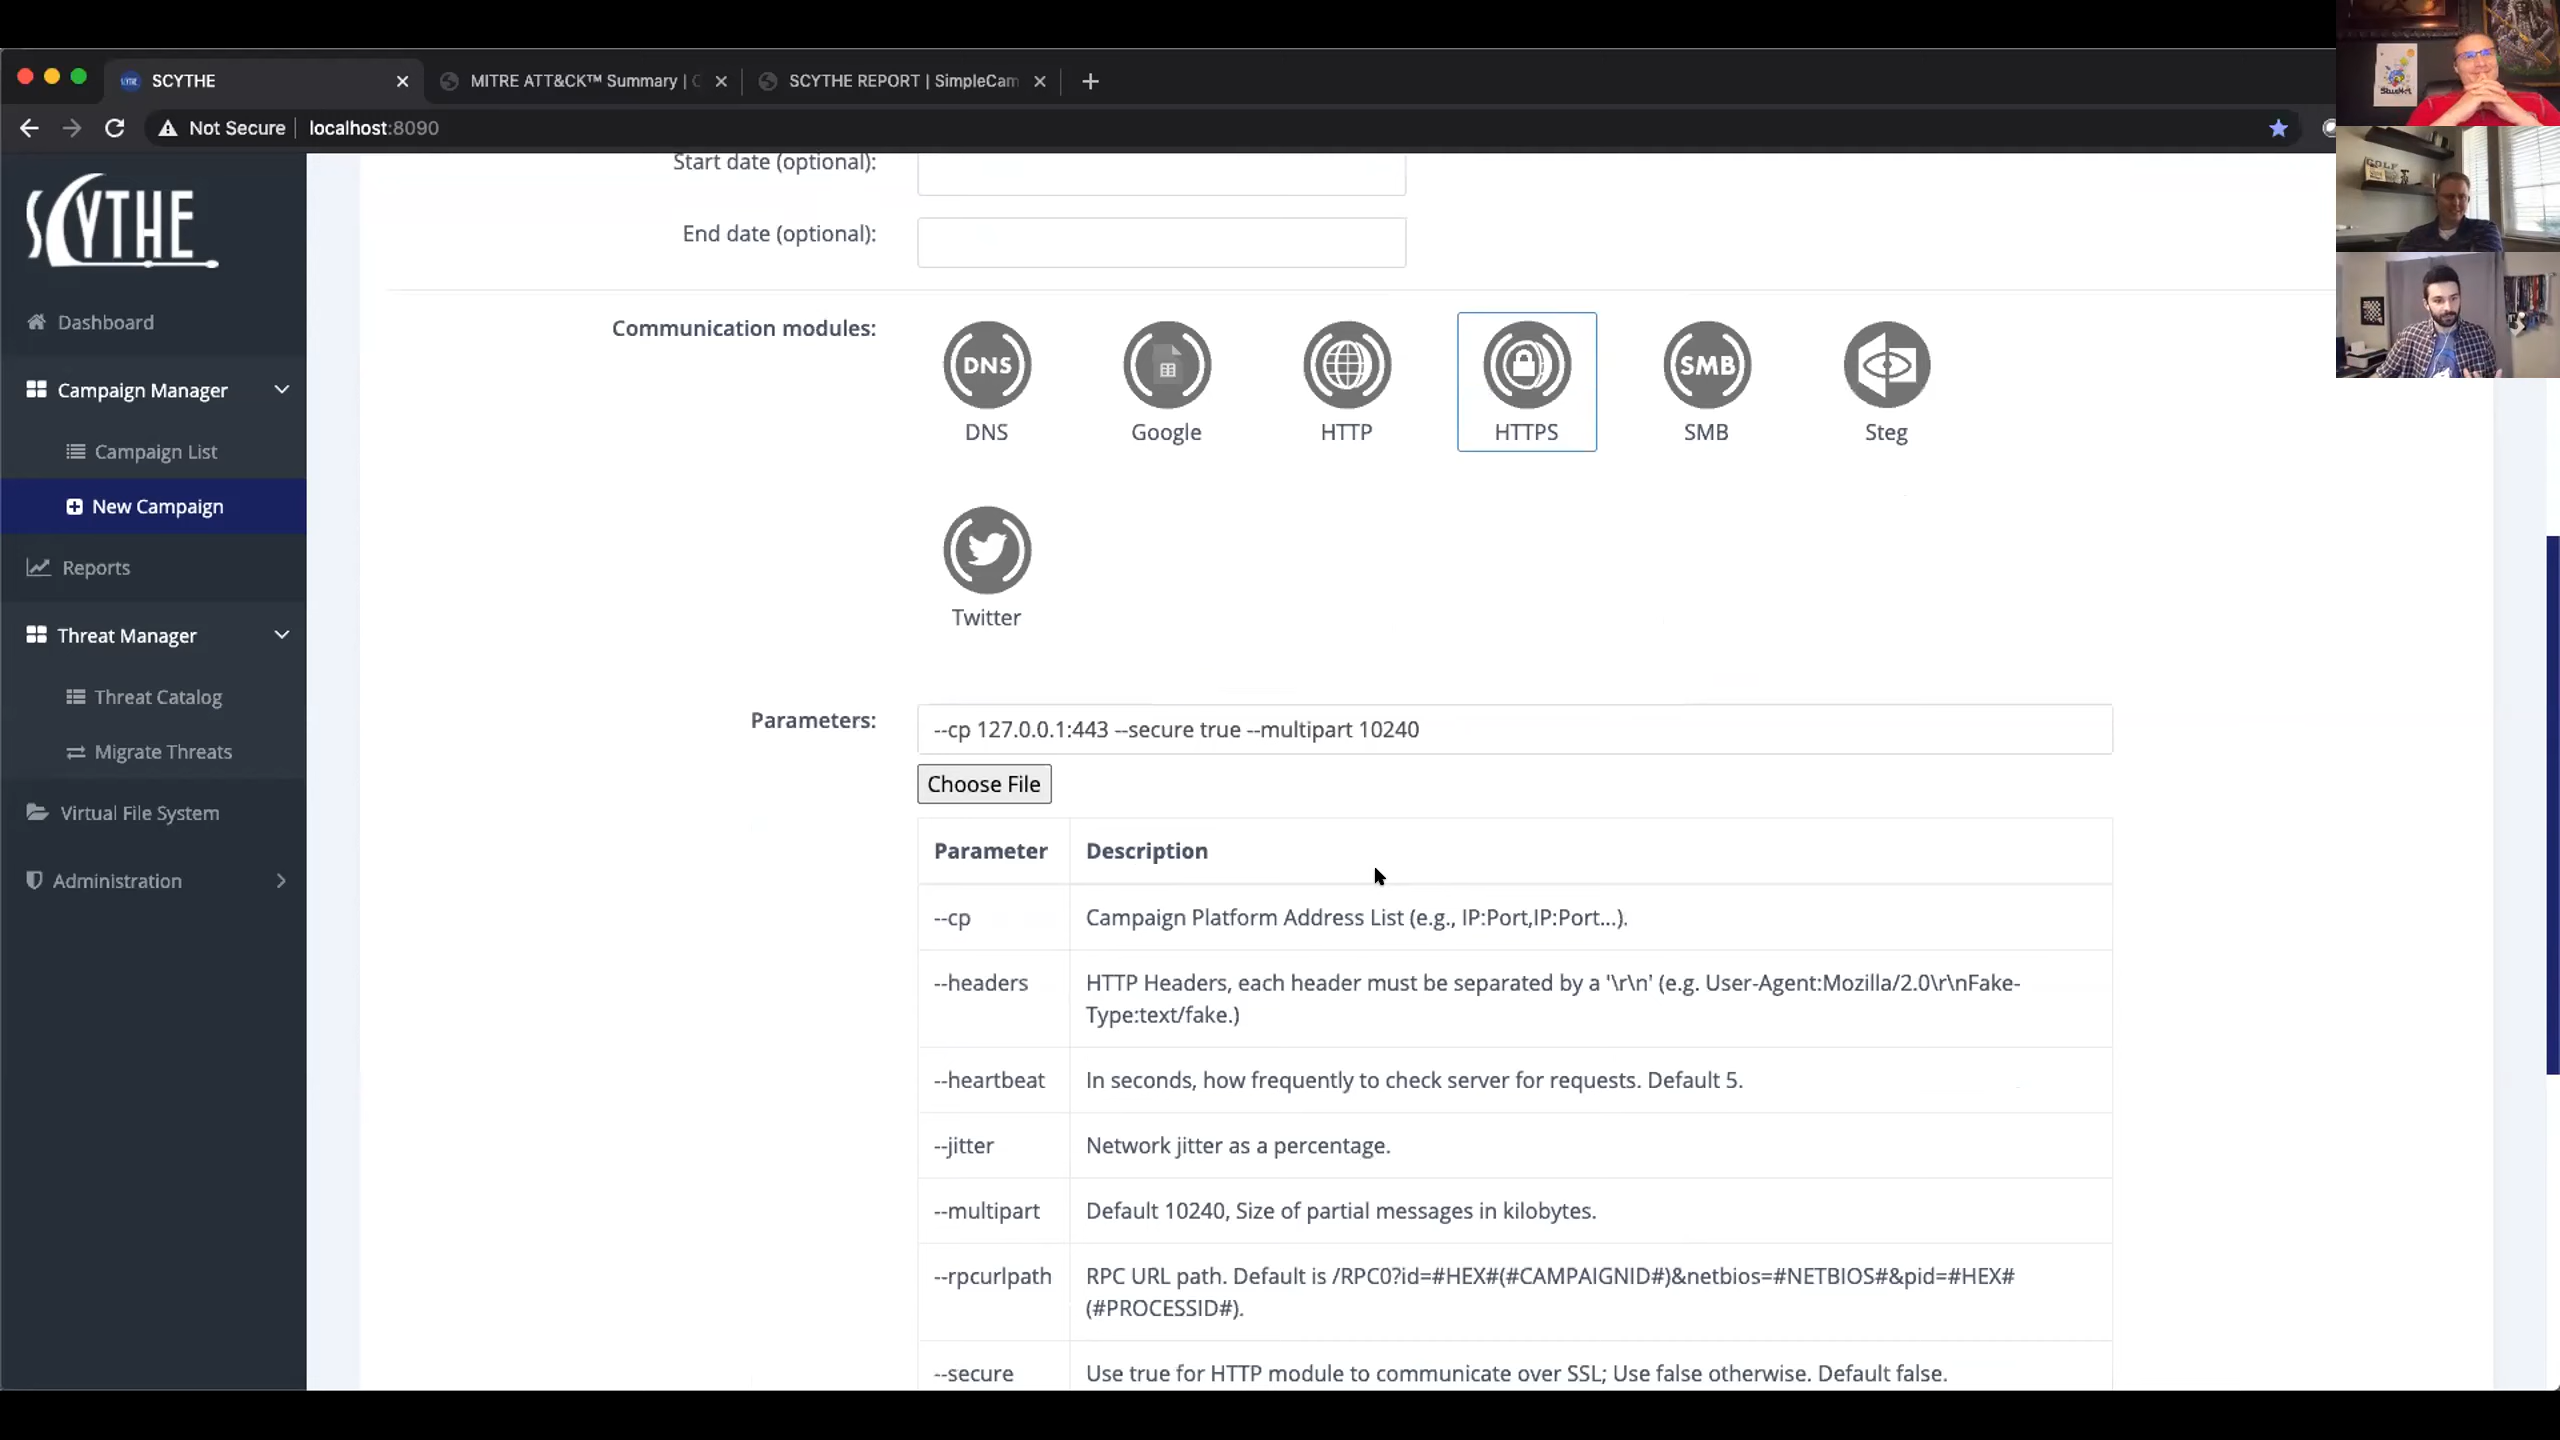 SCYTHE
MITRE ATT&CK™ Summary | C
SCYTHE REPORT | SimpleCam
Not Secure
localhost:8090
SCYTHE
Dashboard
Campaign Manager
Campaign List
New Campaign
Reports
Threat Manager
Threat Catalog
Migrate Threats
Virtual File System
Administration
Start date (optional):
End date (optional):
Communication modules:
DNS
SMB
DNS
Google
HTTP
HTTPS
SMB
Steg
Twitter
Parameters:
--cp 127.0.0.1:443 --secure true --multipart 10240
Choose File
Parameter
Description
--cp
Campaign Platform Address List (e.g., IP:Port,IP:Port...).
--headers
HTTP Headers, each header must be separated by a '\r\n' (e.g. User-Agent:Mozilla/2.0\r\nFake-
Type:text/fake.)
--heartbeat
In seconds, how frequently to check server for requests. Default 5.
--jitter
Network jitter as a percentage.
--multipart
Default 10240, Size of partial messages in kilobytes.
--rpcurlpath
RPC URL path. Default is /RPC0?id=#HEX#(#CAMPAIGNID#)&netbios=#NETBIOS#&pid=#HEX#
(#PROCESSID#).
--secure
Use true for HTTP module to communicate over SSL; Use false otherwise. Default false.
GOLF